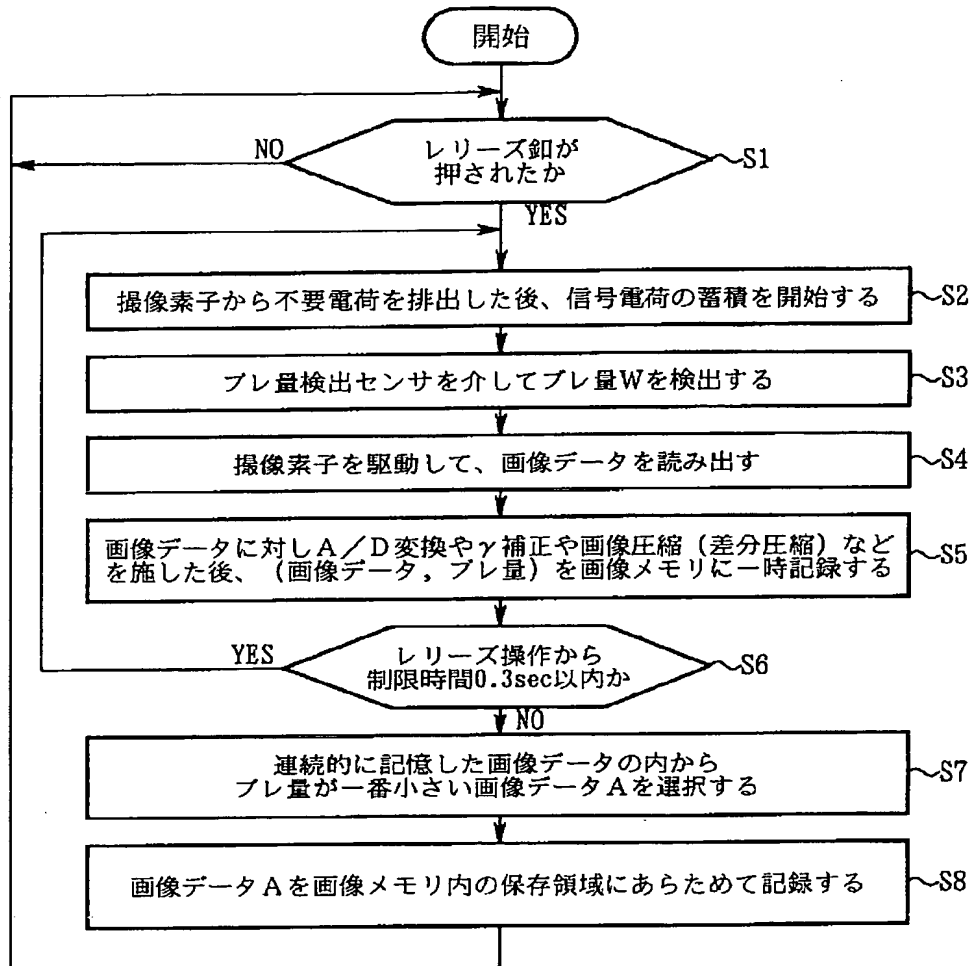 開始
レリーズ釦が
押されたか
NO
S1
YES
撮像素子から不要電荷を排出した後、信号電荷の蓄積を開始する
S2
ブレ量検出センサを介してブレ量Wを検出する
S3
撮像素子を駆動して、画像データを読み出す
S4
画像データに対しA／D変換やγ補正や画像圧縮（差分圧縮）など
を施した後、（画像データ，ブレ量）を画像メモリに一時記録する
S5
YES
レリーズ操作から
制限時間0.3sec以内か
S6
NO
連続的に記憶した画像データの内から
ブレ量が一番小さい画像データAを選択する
S7
画像データAを画像メモリ内の保存領域にあらためて記録する
S8